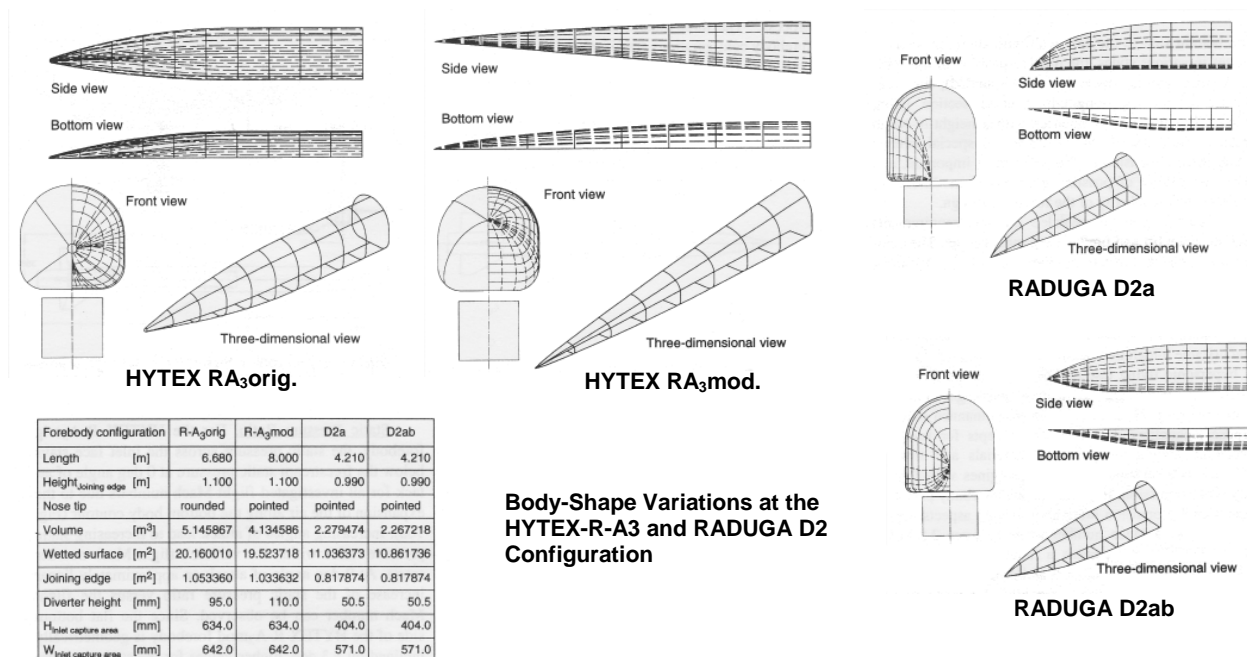 Side view
Bottom view
Front view
Three-dimensional view
HYTEX RA₃orig.
Side view
Bottom view
Front view
Three-dimensional view
HYTEX RA₃mod.
Front view
Side view
Bottom view
Three-dimensional view
RADUGA D2a
Front view
Side view
Bottom view
Three-dimensional view
RADUGA D2ab
Forebody configuration R-A₃orig R-A₃mod D2a D2ab
Length [m] 6.680 8.000 4.210 4.210
Height Joining edge [m] 1.100 1.100 0.990 0.990
Nose tip rounded pointed pointed pointed
Volume [m³] 5.145867 4.134586 2.279474 2.267218
Wetted surface [m²] 20.160010 19.523718 11.036373 10.861736
Joining edge [m²] 1.053360 1.033632 0.817874 0.817874
Diverter height [mm] 95.0 110.0 50.5 50.5
H Inlet capture area [mm] 634.0 634.0 404.0 404.0
W Inlet capture area [mm] 642.0 642.0 571.0 571.0
Body-Shape Variations at the
HYTEX-R-A3 and RADUGA D2
Configuration